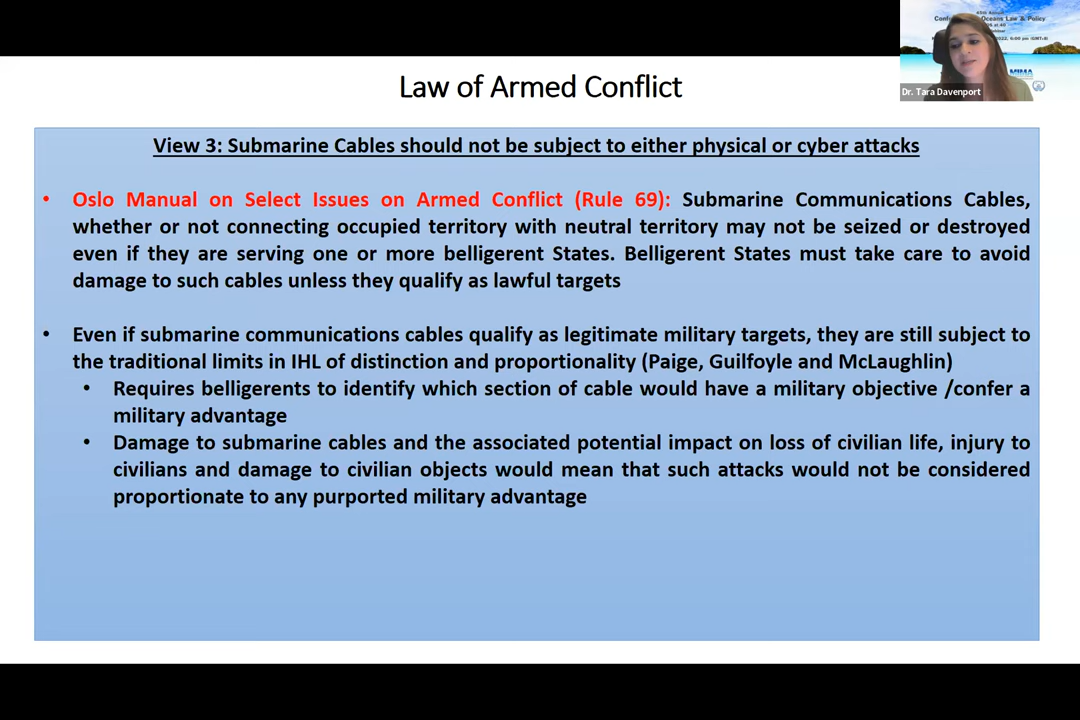 Law of Armed Conflict
View 3: Submarine Cables should not be subject to either physical or cyber attacks
• Oslo Manual on Select Issues on Armed Conflict (Rule 69): Submarine Communications Cables,
whether or not connecting occupied territory with neutral territory may not be seized or destroyed
even if they are serving one or more belligerent States. Belligerent States must take care to avoid
damage to such cables unless they qualify as lawful targets
• Even if submarine communications cables qualify as legitimate military targets, they are still subject to
the traditional limits in IHL of distinction and proportionality (Paige, Guilfoyle and McLaughlin)
• Requires belligerents to identify which section of cable would have a military objective /confer a
military advantage
• Damage to submarine cables and the associated potential impact on loss of civilian life, injury to
civilians and damage to civilian objects would mean that such attacks would not be considered
proportionate to any purported military advantage
Oceans Law & Policy
MIMA
Dr. Tara Davenport